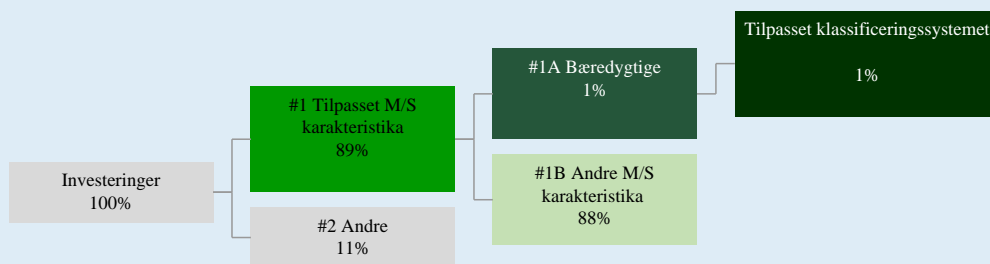 Investeringer
100%
#1 Tilpasset M/S
karakteristika
89%
#2 Andre
11%
#1A Bæredygtige
1%
#1B Andre M/S
karakteristika
88%
Tilpasset klassificeringssystemet
1%